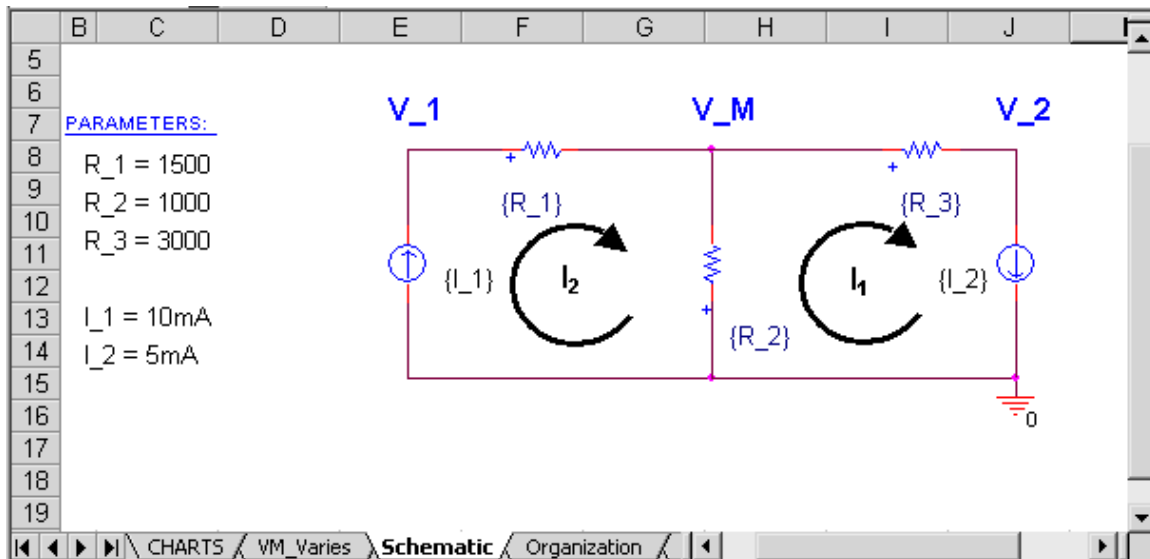 B C D E F G H I J
5
6
7
8
9
10
11
12
13
14
15
16
17
18
19
PARAMETERS:
R_1 = 1500
R_2 = 1000
R_3 = 3000
I_1 = 10mA
I_2 = 5mA
V_1 V_M V_2
{R_1} {R_3}
{I_1} I2 I1 {I_2}
{R_2}
0
CHARTS VM_Varies Schematic Organization